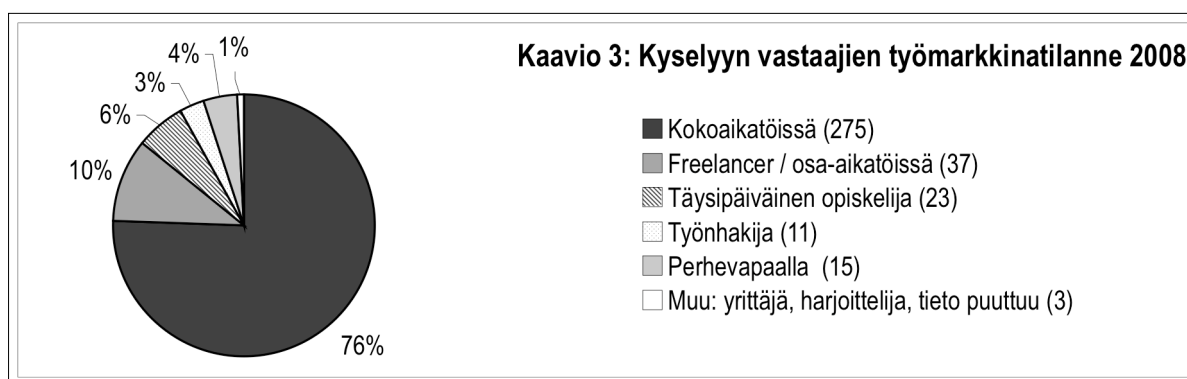 Kaavio 3: Kyselyyn vastaajien työmarkkinatilanne 2008
4%
1%
3%
6%
10%
76%
Kokoaikatöissä (275)
Freelancer / osa-aikatöissä (37)
Täysipäiväinen opiskelija (23)
Työnhakija (11)
Perhevapaalla (15)
Muu: yrittäjä, harjoittelija, tieto puuttuu (3)